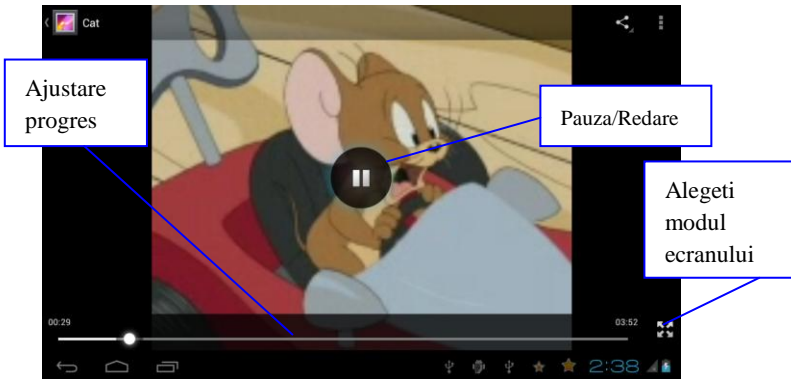 Cat
Ajustare
progres
Pauza/Redare
Alegeti
modul
ecranului
00:29
03:52
2:38